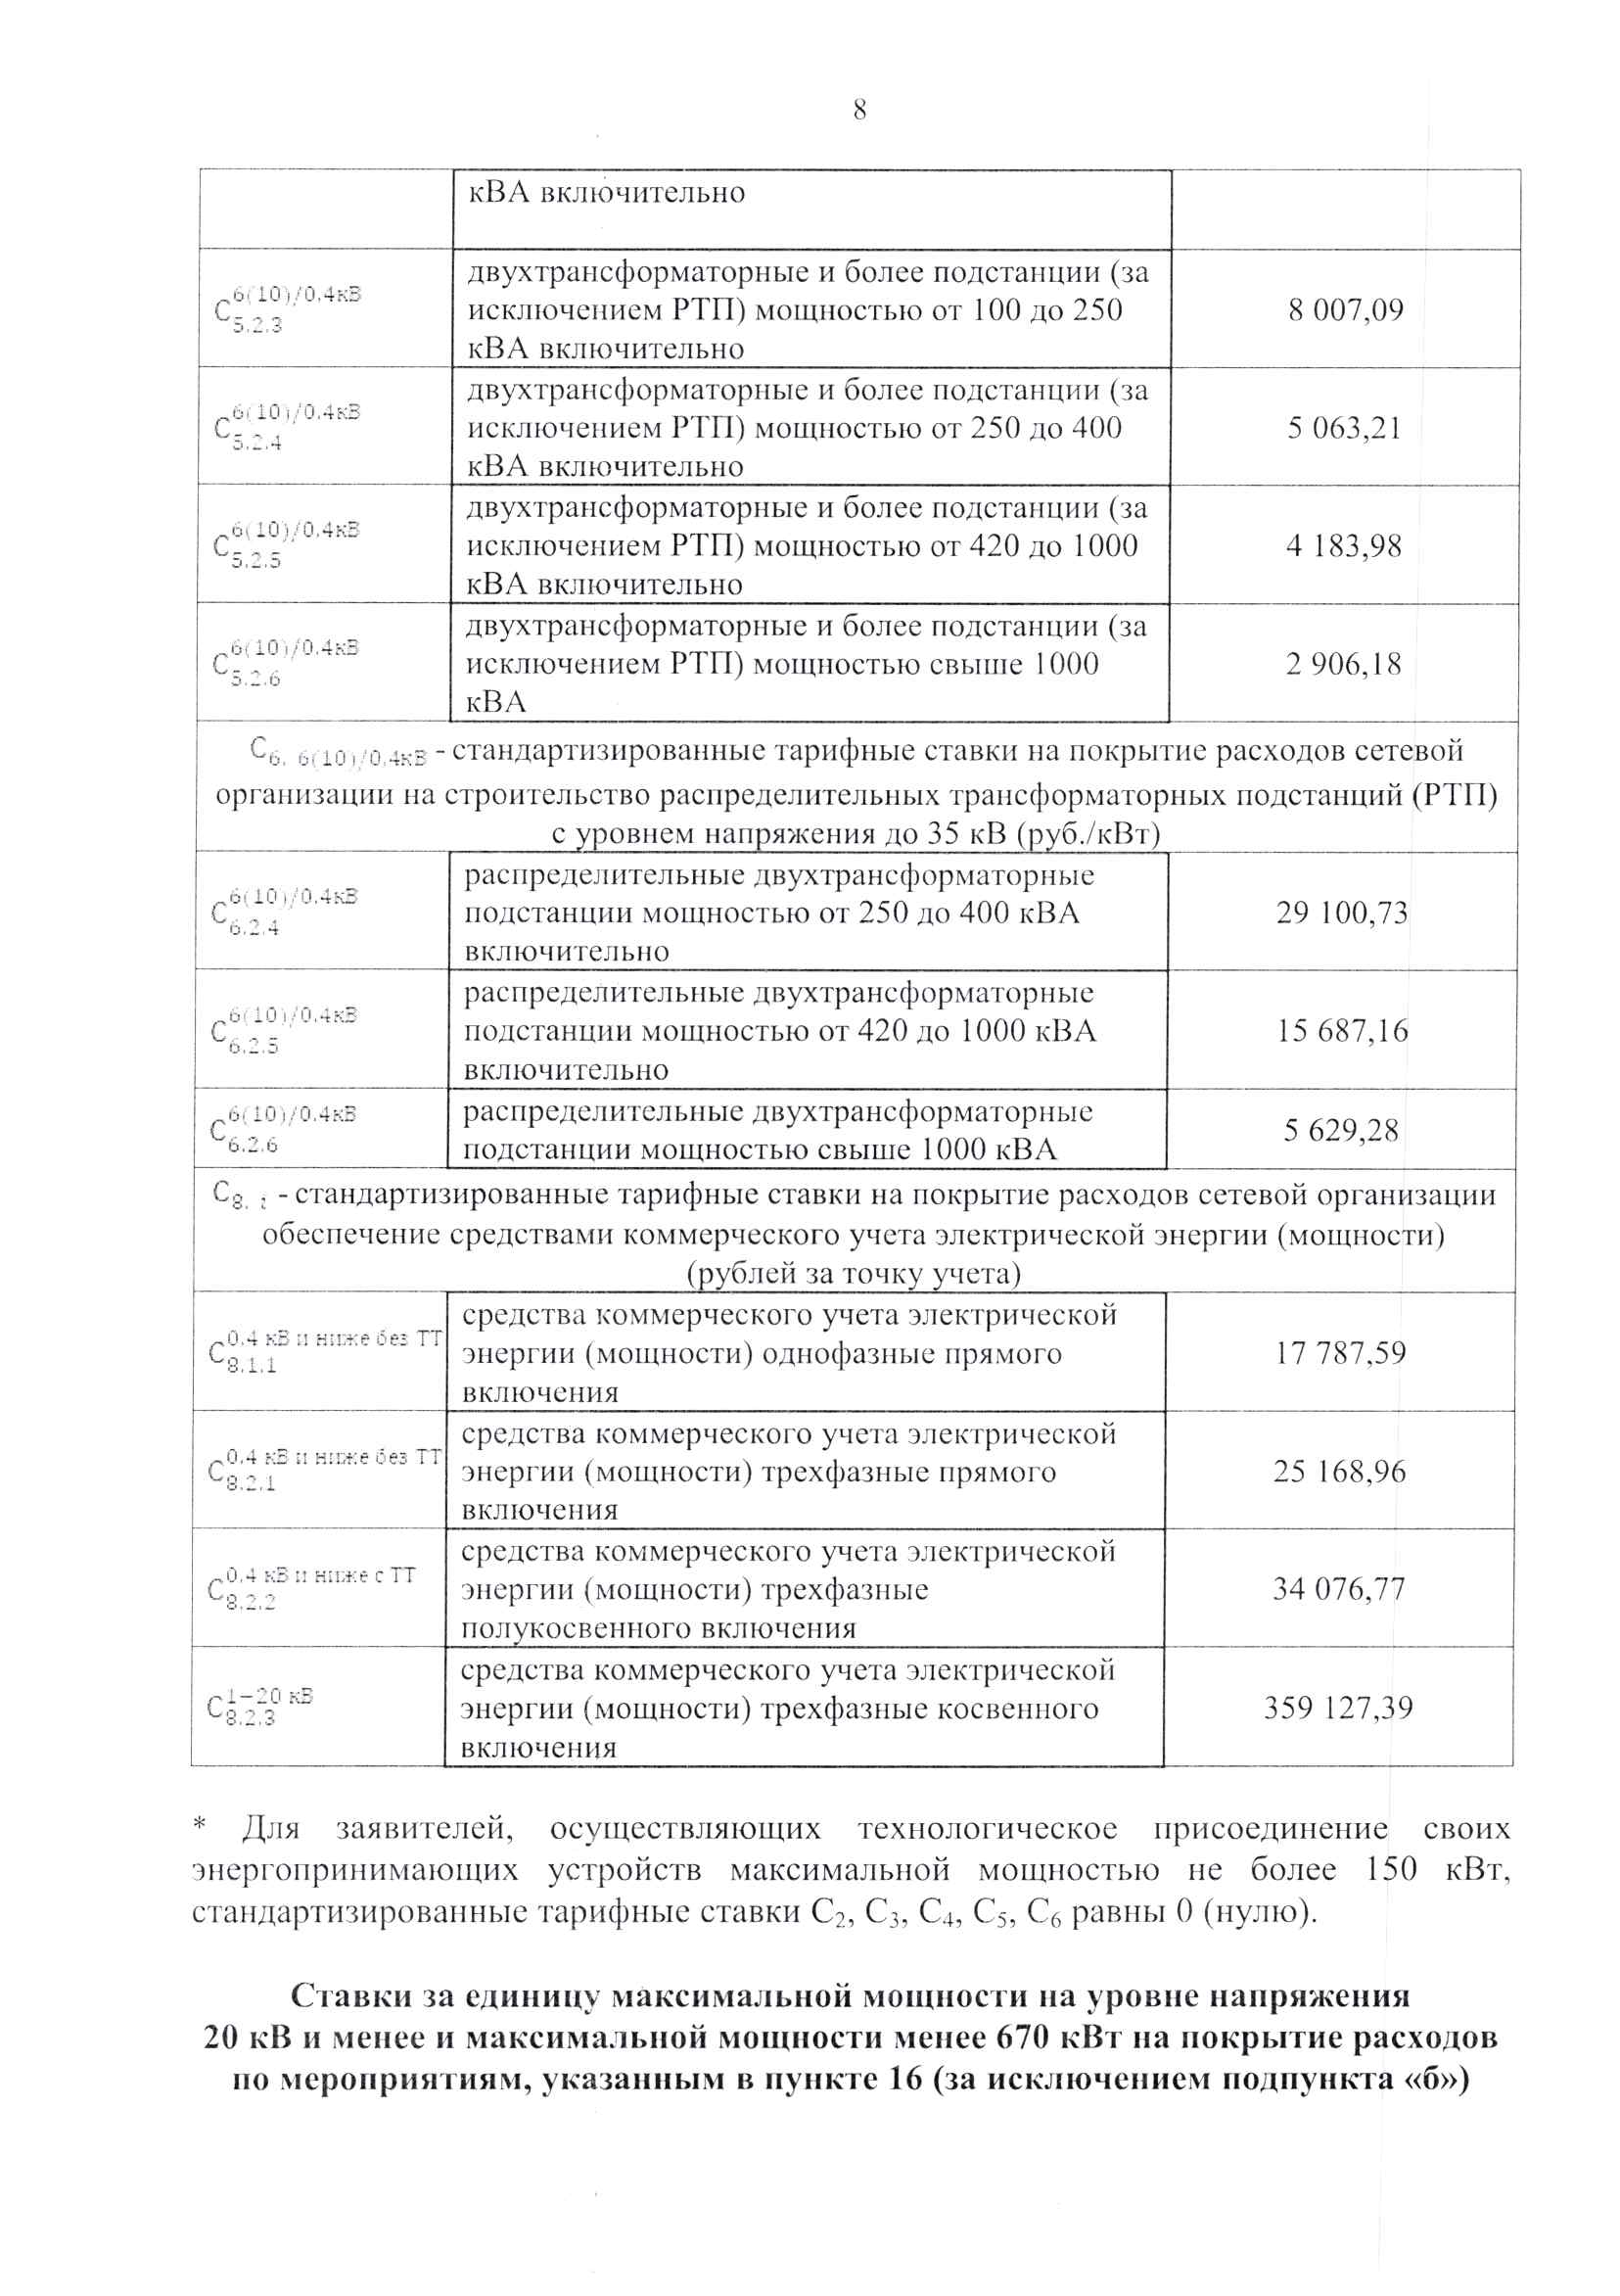 8
кВА включительно
C 6(10)/0.4кВ 5.2.3
двухтрансформаторные и более подстанции (за
исключением РТП) мощностью от 100 до 250
кВА включительно
8 007,09
C 6(10)/0.4кВ 5.2.4
двухтрансформаторные и более подстанции (за
исключением РТП) мощностью от 250 до 400
кВА включительно
5 063,21
C 6(10)/0.4кВ 5.2.5
двухтрансформаторные и более подстанции (за
исключением РТП) мощностью от 420 до 1000
кВА включительно
4 183,98
C 6(10)/0.4кВ 5.2.6
двухтрансформаторные и более подстанции (за
исключением РТП) мощностью свыше 1000
кВА
2 906,18
C6, 6(10)/0,4кВ - стандартизированные тарифные ставки на покрытие расходов сетевой
организации на строительство распределительных трансформаторных подстанций (РТП)
с уровнем напряжения до 35 кВ (руб./кВт)
C 6(10)/0.4кВ 6.2.4
распределительные двухтрансформаторные
подстанции мощностью от 250 до 400 кВА
включительно
29 100,73
C 6(10)/0.4кВ 6.2.5
распределительные двухтрансформаторные
подстанции мощностью от 420 до 1000 кВА
включительно
15 687,16
C 6(10)/0.4кВ 6.2.6
распределительные двухтрансформаторные
подстанции мощностью свыше 1000 кВА
5 629,28
C8. i - стандартизированные тарифные ставки на покрытие расходов сетевой организации
обеспечение средствами коммерческого учета электрической энергии (мощности)
(рублей за точку учета)
C 0.4 кВ и ниже без ТТ 8.1.1
средства коммерческого учета электрической
энергии (мощности) однофазные прямого
включения
17 787,59
C 0.4 кВ и ниже без ТТ 8.2.1
средства коммерческого учета электрической
энергии (мощности) трехфазные прямого
включения
25 168,96
C 0.4 кВ и ниже с ТТ 8.2.2
средства коммерческого учета электрической
энергии (мощности) трехфазные
полукосвенного включения
34 076,77
C 1–20 кВ 8.2.3
средства коммерческого учета электрической
энергии (мощности) трехфазные косвенного
включения
359 127,39
* Для заявителей, осуществляющих технологическое присоединение своих
энергопринимающих устройств максимальной мощностью не более 150 кВт,
стандартизированные тарифные ставки С2, С3, С4, С5, С6 равны 0 (нулю).
Ставки за единицу максимальной мощности на уровне напряжения
20 кВ и менее и максимальной мощности менее 670 кВт на покрытие расходов
по мероприятиям, указанным в пункте 16 (за исключением подпункта «б»)